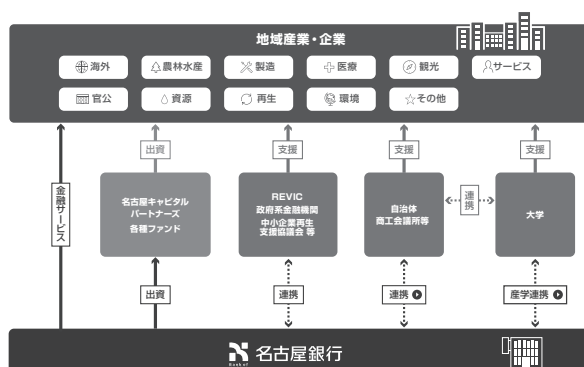 地域産業・企業
海外
農林水産
製造
医療
観光
サービス
官公
資源
再生
環境
その他
金融サービス
出資
支援
支援
支援
名古屋キャピタル
パートナーズ
各種ファンド
REVIC
政府系金融機関
中小企業再生
支援協議会 等
自治体
商工会議所等
連携
大学
出資
連携
連携
産学連携
名古屋銀行